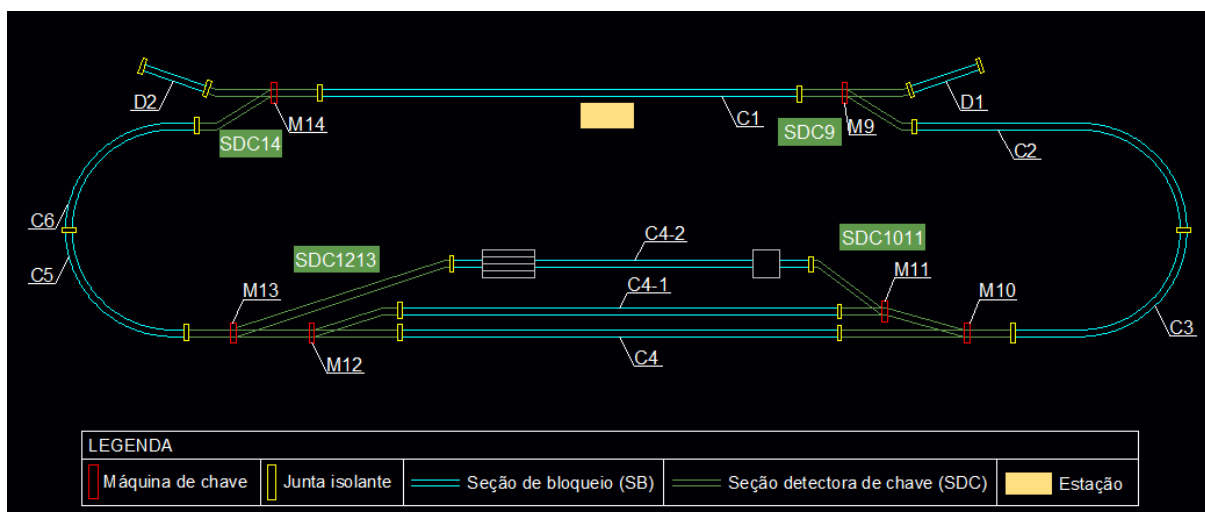 D2
M14
SDC14
C1
SDC9
M9
D1
C2
C6
C5
SDC1213
C4-2
SDC1011
M13
C4-1
M11
M10
M12
C4
C3
LEGENDA
Máquina de chave
Junta isolante
Seção de bloqueio (SB)
Seção detectora de chave (SDC)
Estação